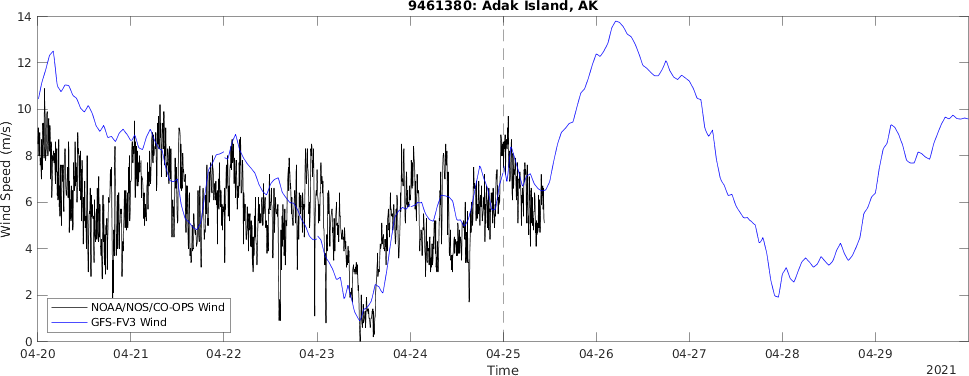 9461380: Adak Island, AK
Wind Speed (m/s)
14
12
10
8
6
4
2
0
NOAA/NOS/CO-OPS Wind
GFS-FV3 Wind
04-20 04-21 04-22 04-23 04-24 04-25 04-26 04-27 04-28 04-29
Time
2021